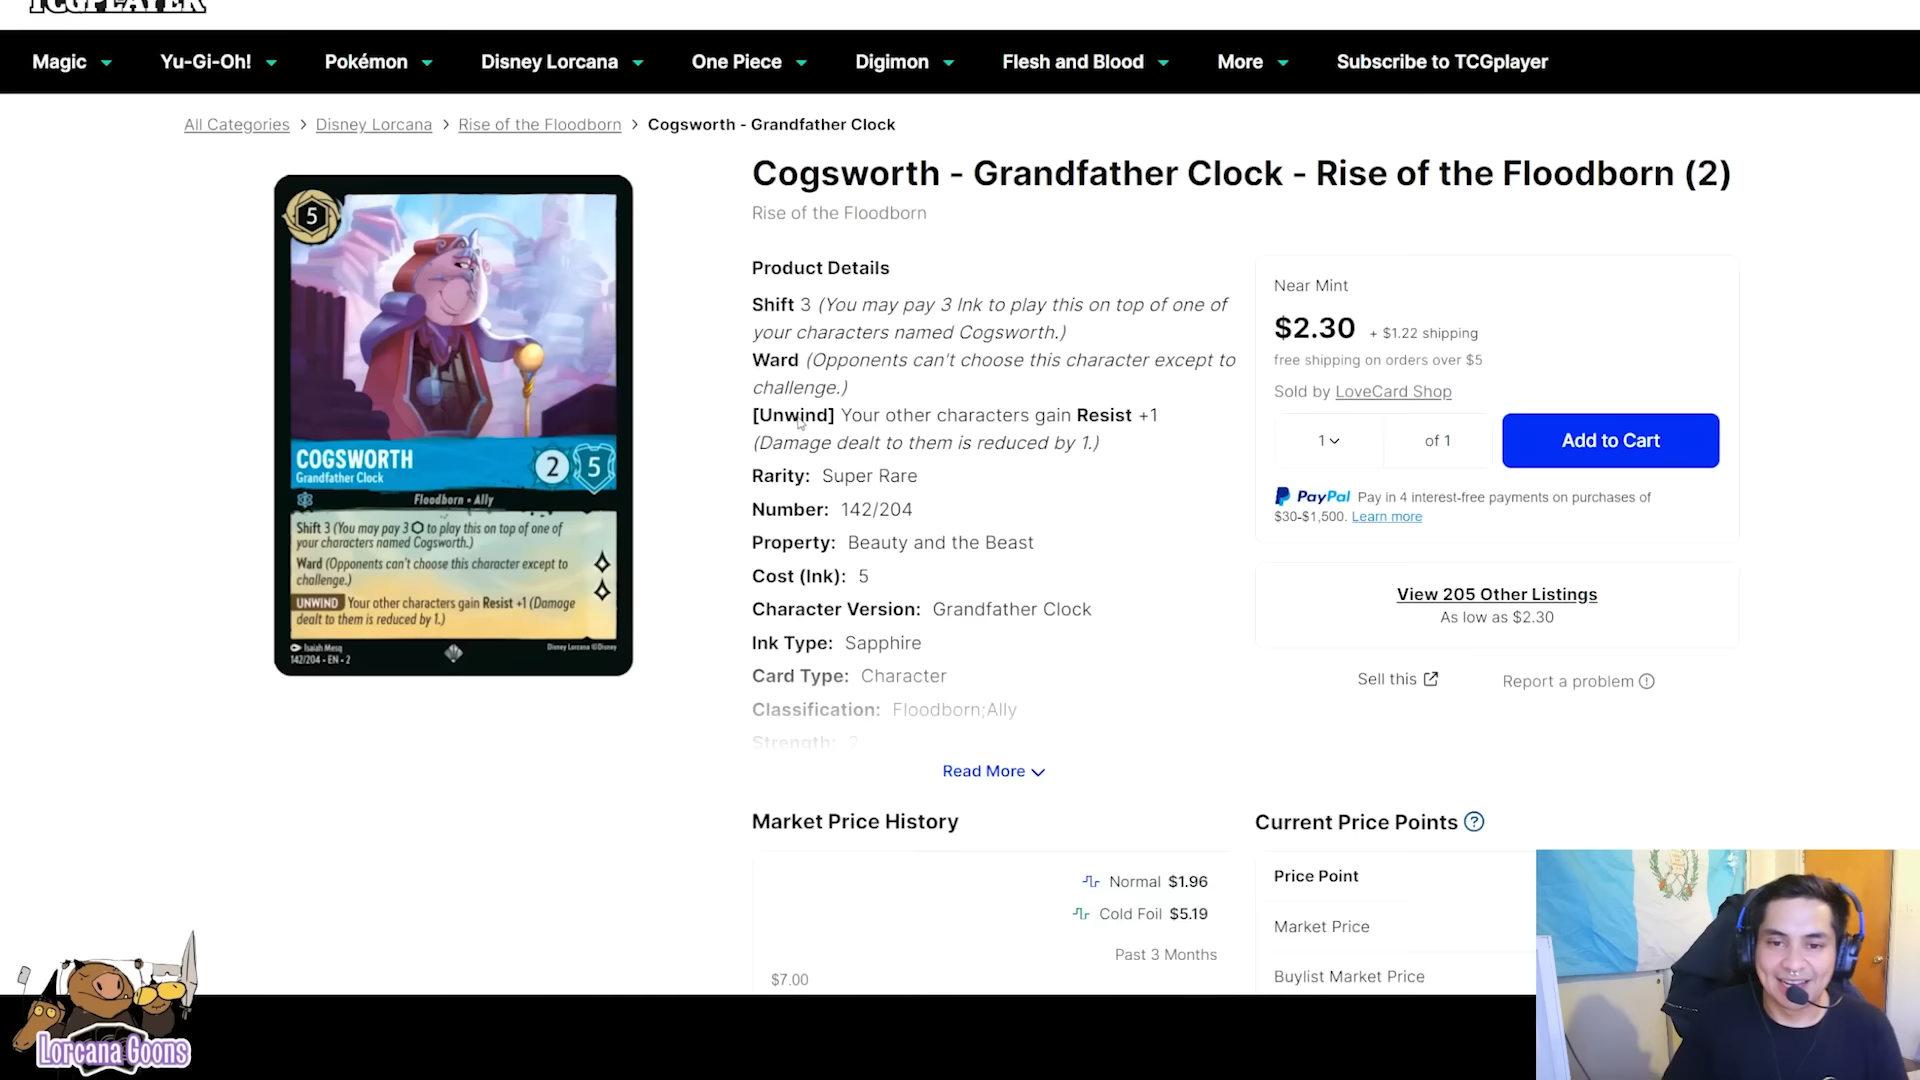 TCGPLAYER
Magic Yu-Gi-Oh! Pokémon Disney Lorcana One Piece Digimon Flesh and Blood More Subscribe to TCGplayer
All Categories > Disney Lorcana > Rise of the Floodborn > Cogsworth - Grandfather Clock
5
COGSWORTH
Grandfather Clock
2 5
Floodborn • Ally
Shift 3 (You may pay 3 to play this on top of one of
your characters named Cogsworth.)
Ward (Opponents can't choose this character except to
challenge.)
UNWIND Your other characters gain Resist +1 (Damage
dealt to them is reduced by 1.)
Isaiah Mesq
Disney Lorcana ©Disney
142/204 • EN • 2
Cogsworth - Grandfather Clock - Rise of the Floodborn (2)
Rise of the Floodborn
Product Details
Shift 3 (You may pay 3 Ink to play this on top of one of
your characters named Cogsworth.)
Ward (Opponents can't choose this character except to
challenge.)
[Unwind] Your other characters gain Resist +1
(Damage dealt to them is reduced by 1.)
Rarity: Super Rare
Number: 142/204
Property: Beauty and the Beast
Cost (Ink): 5
Character Version: Grandfather Clock
Ink Type: Sapphire
Card Type: Character
Classification: Floodborn;Ally
Strength: 2
Read More
Near Mint
$2.30 + $1.22 shipping
free shipping on orders over $5
Sold by LoveCard Shop
1 of 1 Add to Cart
PayPal Pay in 4 interest-free payments on purchases of
$30-$1,500. Learn more
View 205 Other Listings
As low as $2.30
Sell this Report a problem
Market Price History
Normal $1.96
Cold Foil $5.19
Past 3 Months
$7.00
Current Price Points ?
Price Point
Market Price
Buylist Market Price
Lorcana Goons